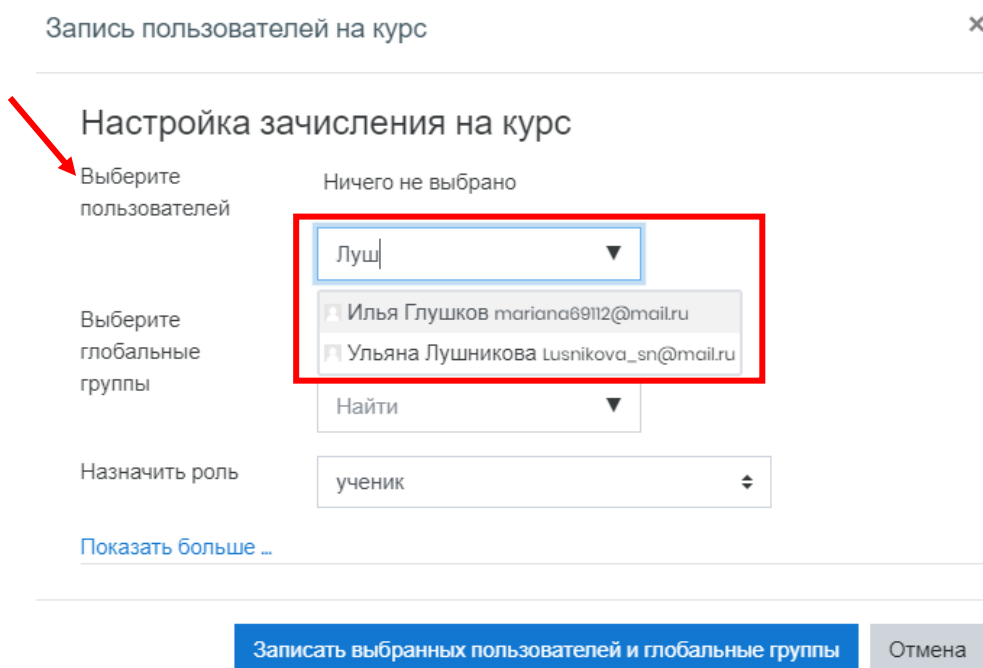 Запись пользователей на курс
×
Настройка зачисления на курс
Выберите
пользователей
Ничего не выбрано
Луш
Илья Глушков mariana69112@mail.ru
Ульяна Лушникова Lusnikova_sn@mail.ru
Выберите
глобальные
группы
Найти
Назначить роль
ученик
Показать больше ...
Записать выбранных пользователей и глобальные группы
Отмена